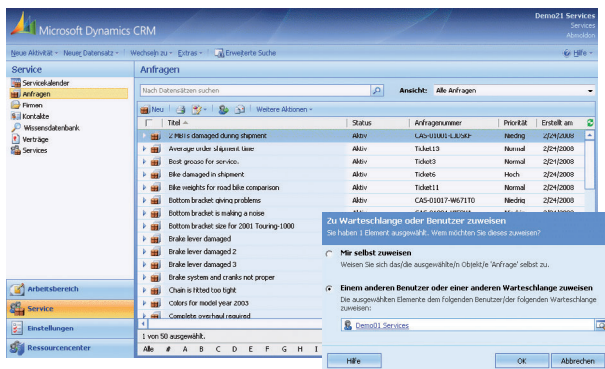 Microsoft Dynamics CRM
Demo21 Services
Services
Abmelden
Neue Aktivität Neuer Datensatz Wechseln zu Extras Erweiterte Suche Hilfe
Service
Servicekalender
Anfragen
Firmen
Kontakte
Wissensdatenbank
Verträge
Services
Arbeitsbereich
Service
Einstellungen
Ressourcencenter
Anfragen
Nach Datensätzen suchen Ansicht: Alle Anfragen
Neu Weitere Aktionen
Titel Status Anfragenummer Priorität Erstellt am
2 MBTs damaged during shipment Aktiv Niedrig 2/24/2008
Average order shipment time Aktiv Ticket13 Normal 2/24/2008
Best grease for service. Aktiv Ticket3 Normal 2/24/2008
Bike damaged in shipment Aktiv Ticket6 Hoch 2/24/2008
Bike weights for road bike comparison Aktiv Ticket11 Normal 2/24/2008
Bottom bracket giving problems Aktiv CAS-01017-W671T0 Niedrig 2/24/2008
Bottom bracket is making a noise Aktiv
Bottom bracket size for 2001 Touring-1000
Brake lever damaged
Brake lever damaged 2
Brake lever damaged 3
Brake system and cranks not proper
Chain is fitted too tight
Colors for model year 2003
Complete overhaul required
1 von 50 ausgewählt.
Alle # A B C D E F G H I
Zu Warteschlange oder Benutzer zuweisen
Sie haben 1 Element ausgewählt. Wem möchten Sie dieses zuweisen?
Mir selbst zuweisen
Weisen Sie sich das/die ausgewählte/n Objekt/e 'Anfrage' selbst zu.
Einem anderen Benutzer oder einer anderen Warteschlange zuweisen
Die ausgewählten Elemente dem folgenden Benutzer/der folgenden Warteschlange
zuweisen:
Demo01 Services
Hilfe OK Abbrechen